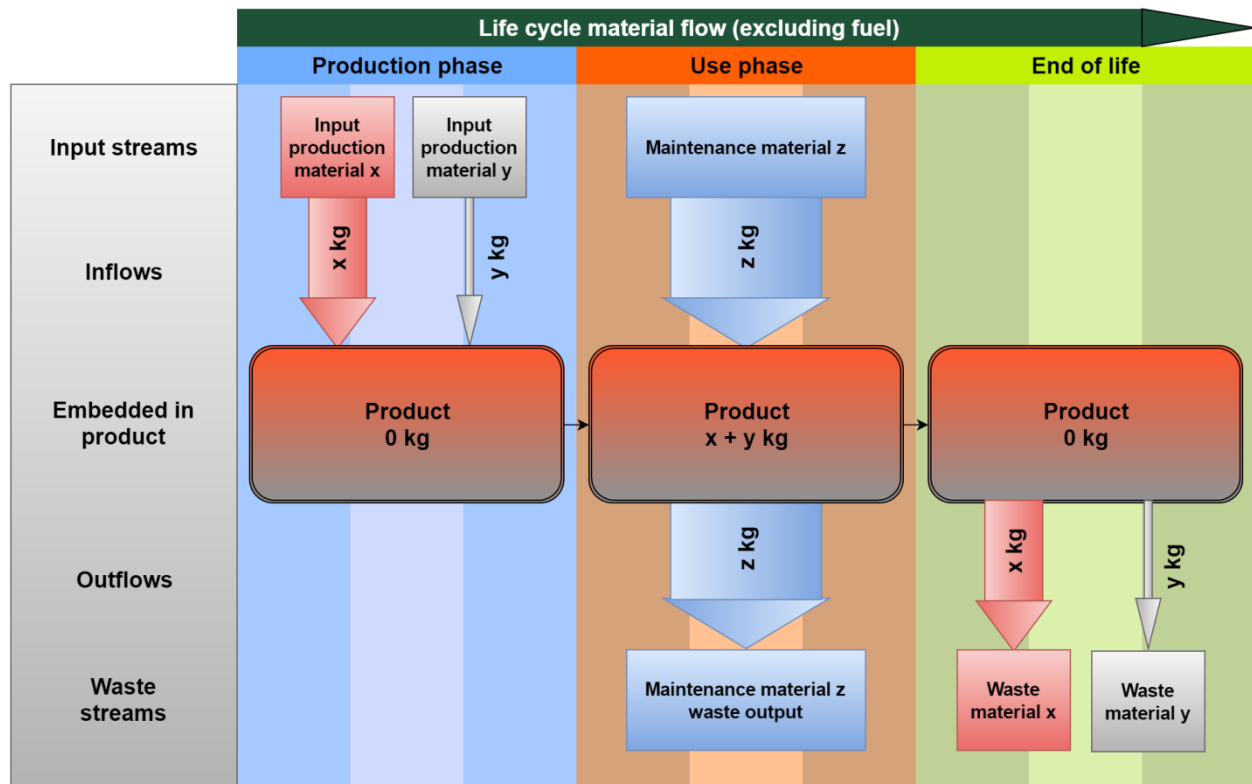 Life cycle material flow (excluding fuel)
Production phase
Use phase
End of life
Input streams
Input
production
material x
Input
production
material y
Maintenance material z
Inflows
x kg
y kg
z kg
Embedded in
product
Product
0 kg
Product
x + y kg
Product
0 kg
Outflows
z kg
x kg
y kg
Waste
streams
Maintenance material z
waste output
Waste
material x
Waste
material y